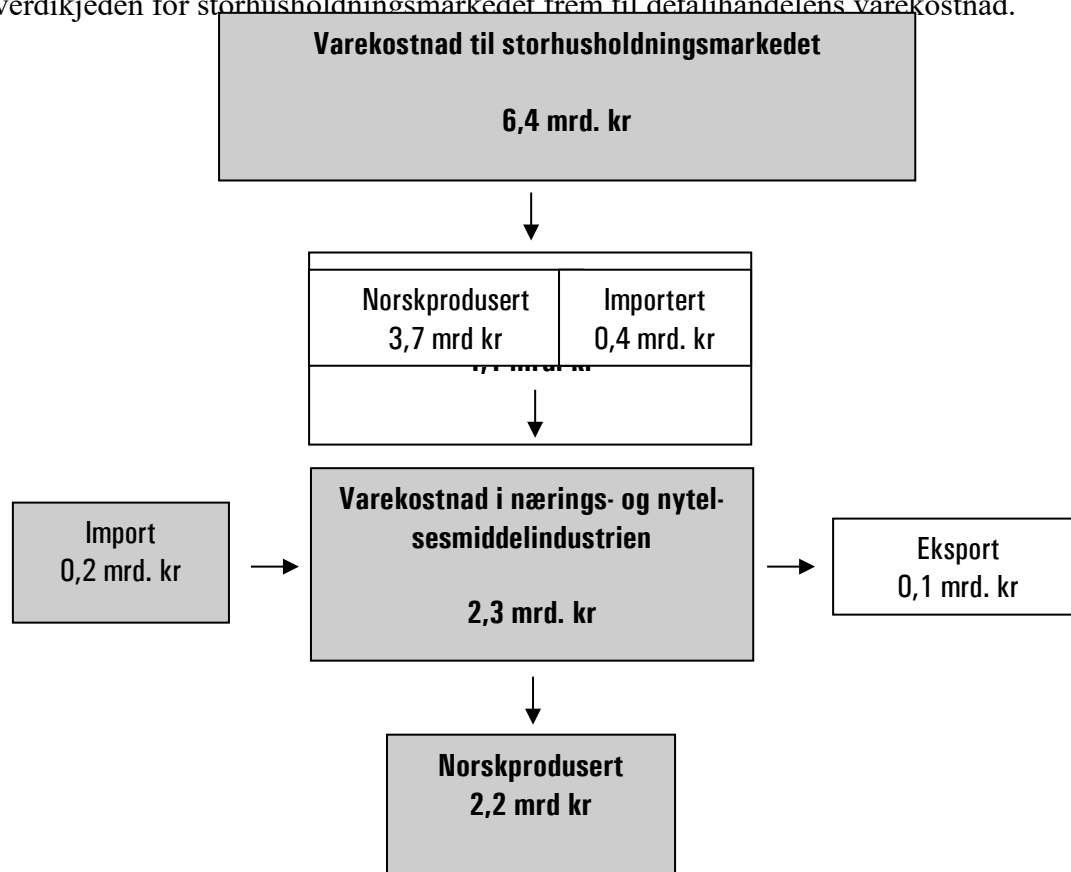 verdikjeden for storhusholdningsmarkedet frem til detaljhandelens varekostnad.
Varekostnad til storhusholdningsmarkedet
6,4 mrd. kr
Norskprodusert
3,7 mrd kr
Importert
0,4 mrd. kr
Varekostnad i nærings- og nytel-
sesmiddelindustrien
2,3 mrd. kr
Import
0,2 mrd. kr
Eksport
0,1 mrd. kr
Norskprodusert
2,2 mrd kr